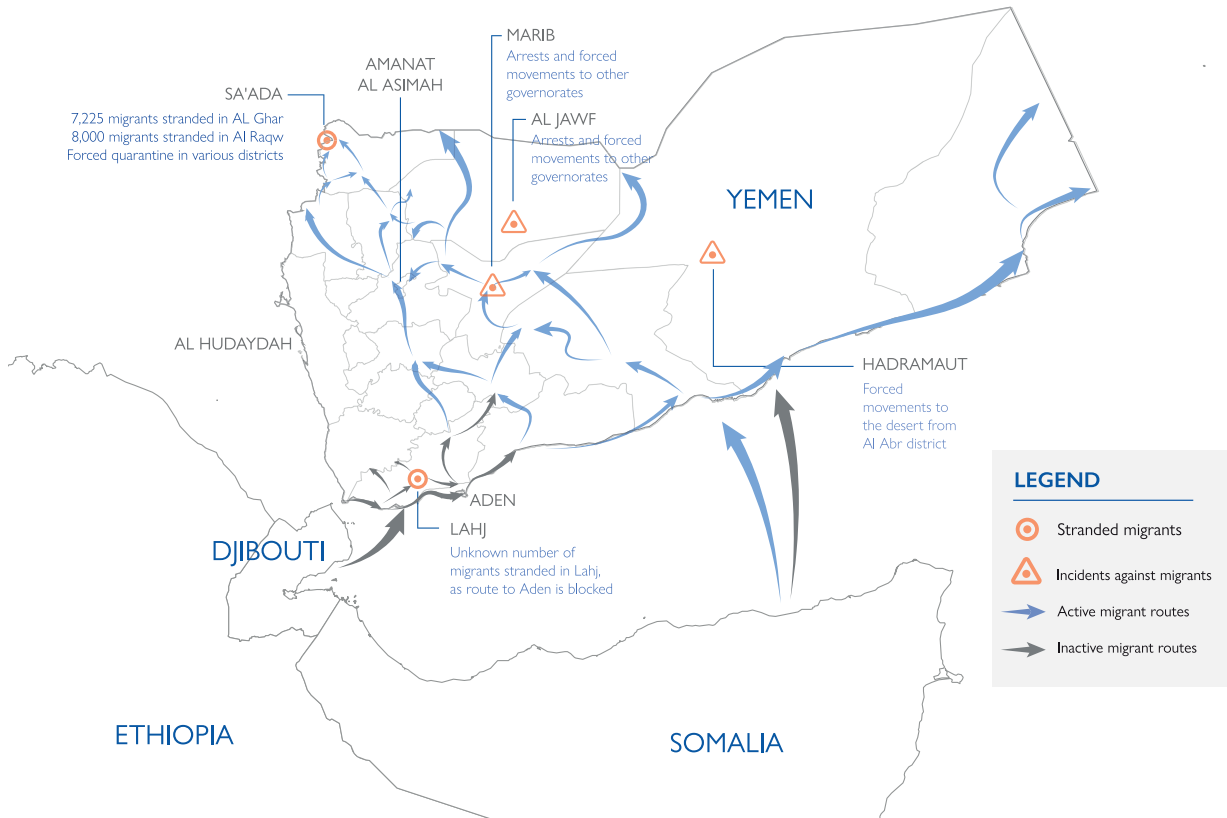 MARIB
Arrests and forced
movements to other
governorates
AMANAT
AL ASIMAH
SA'ADA
7,225 migrants stranded in AL Ghar
8,000 migrants stranded in Al Raqw
Forced quarantine in various districts
AL JAWF
Arrests and forced
movements to other
governorates
YEMEN
AL HUDAYDAH
HADRAMAUT
Forced
movements to
the desert from
Al Abr district
ADEN
LAHJ
Unknown number of
migrants stranded in Lahj,
as route to Aden is blocked
DJIBOUTI
ETHIOPIA
SOMALIA
LEGEND
Stranded migrants
Incidents against migrants
Active migrant routes
Inactive migrant routes